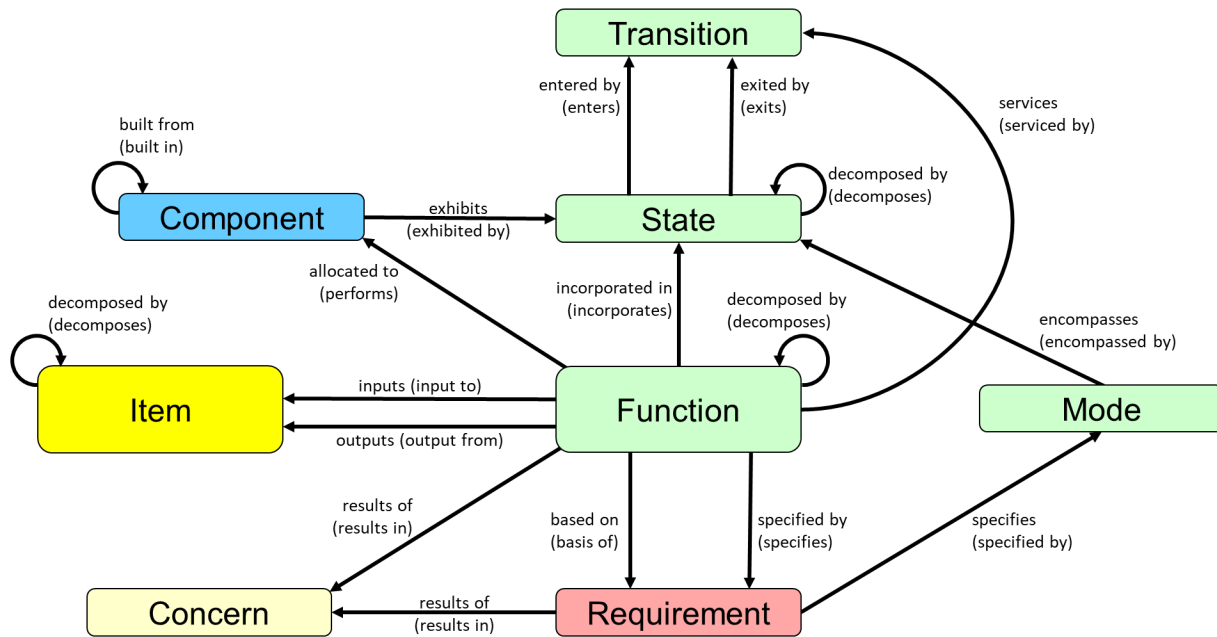 Transition
entered by
(enters)
exited by
(exits)
services
(serviced by)
built from
(built in)
decomposed by
(decomposes)
Component
exhibits
(exhibited by)
State
allocated to
(performs)
incorporated in
(incorporates)
decomposed by
(decomposes)
decomposed by
(decomposes)
encompasses
(encompassed by)
Item
inputs (input to)
outputs (output from)
Function
Mode
results of
(results in)
based on
(basis of)
specified by
(specifies)
specifies
(specified by)
Concern
results of
(results in)
Requirement